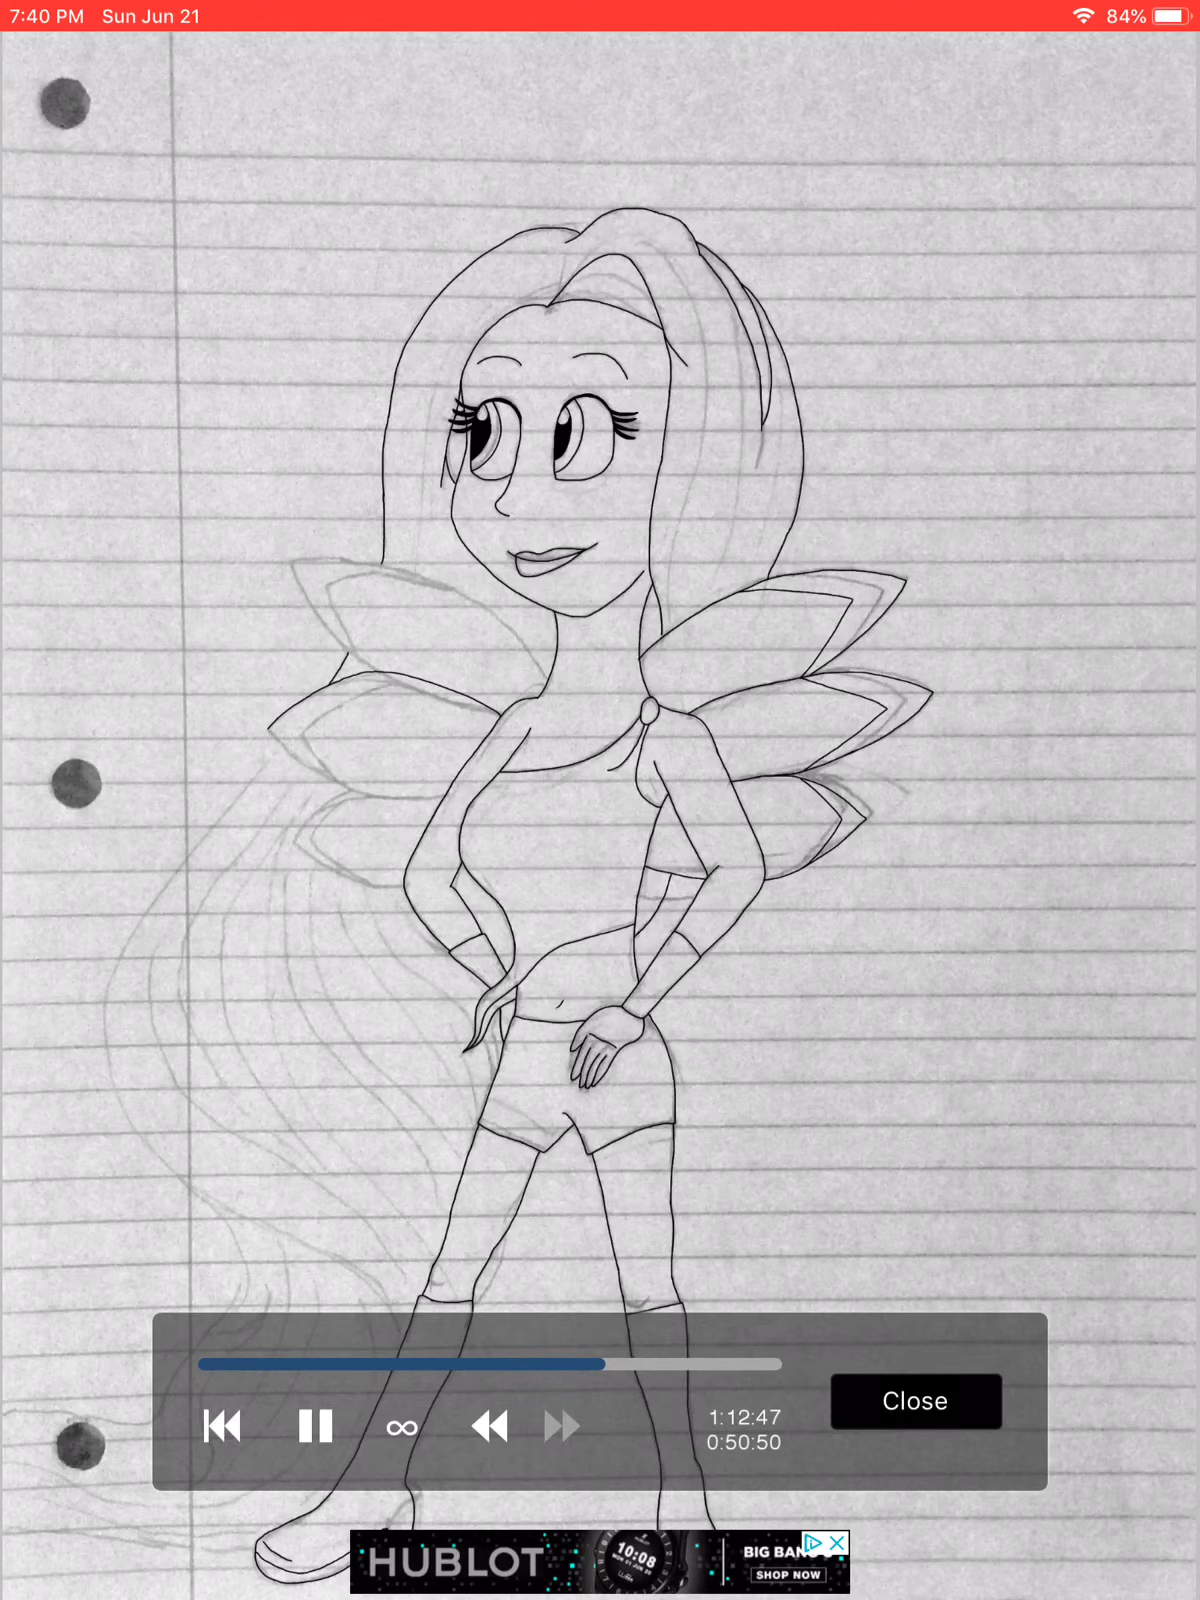 7:40 PM Sun Jun 21 84%
1:12:47
0:50:50
Close
HUBLOT
10:08
BIG BANG
SHOP NOW